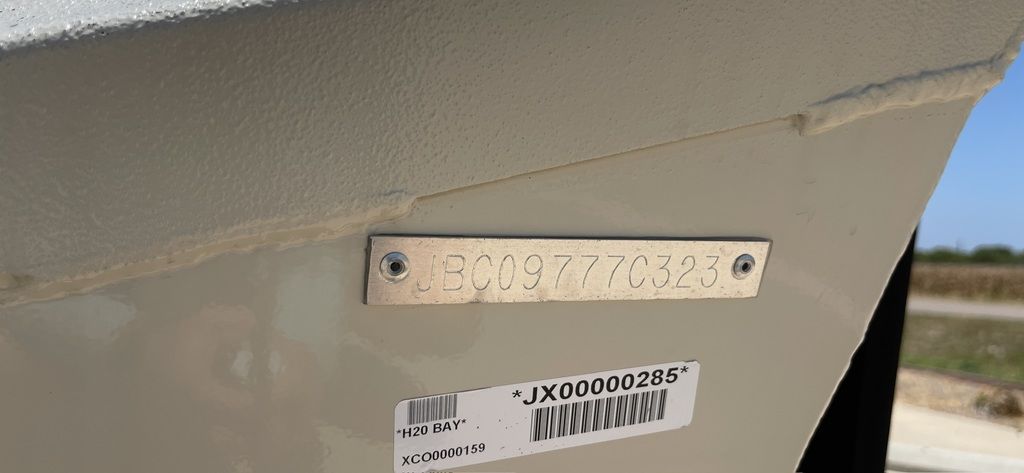 JBC09777C323
*JX00000285*
*H20 BAY*
XCO0000159